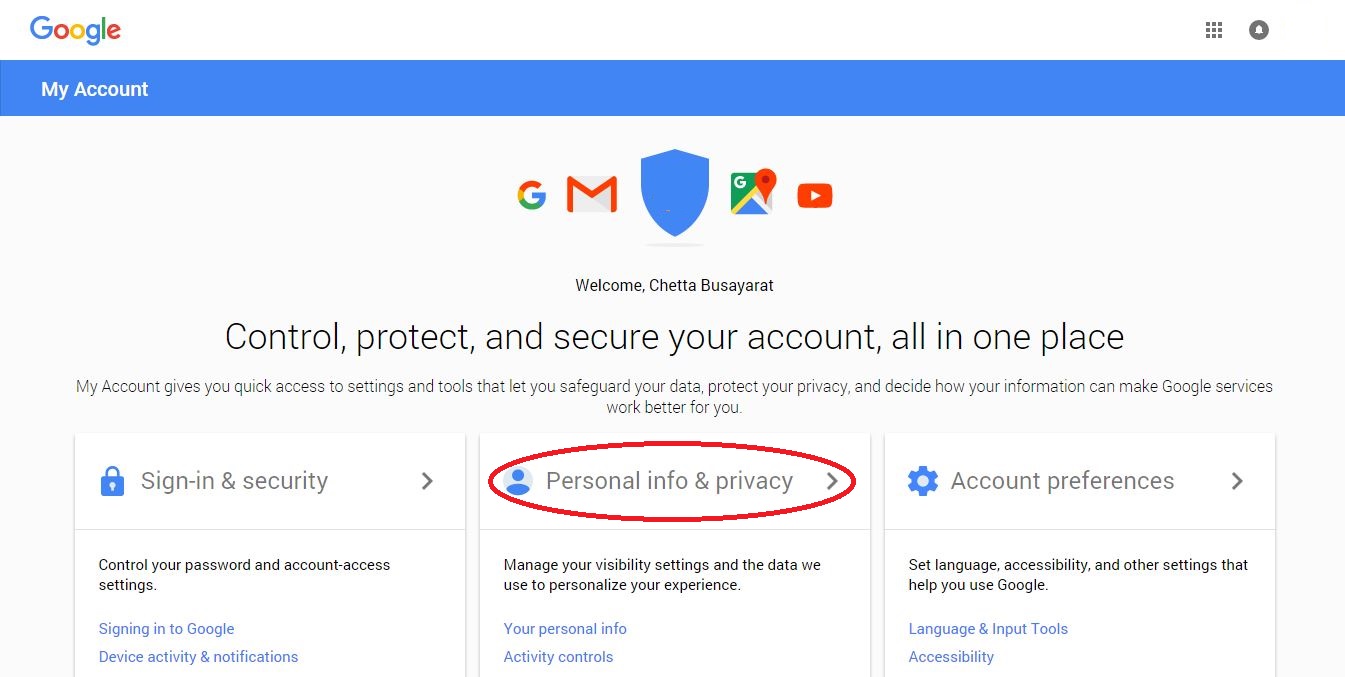 Google
My Account
Welcome, Chetta Busayarat
Control, protect, and secure your account, all in one place
My Account gives you quick access to settings and tools that let you safeguard your data, protect your privacy, and decide how your information can make Google services
work better for you.
Sign-in & security
Control your password and account-access
settings.
Signing in to Google
Device activity & notifications
Personal info & privacy
Manage your visibility settings and the data we
use to personalize your experience.
Your personal info
Activity controls
Account preferences
Set language, accessibility, and other settings that
help you use Google.
Language & Input Tools
Accessibility